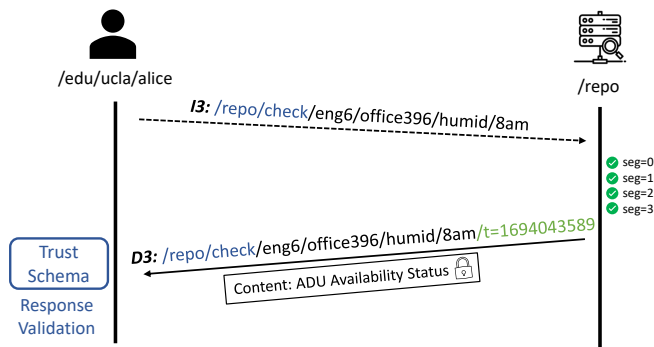 /edu/ucla/alice
/repo
I3: /repo/check/eng6/office396/humid/8am
seg=0
seg=1
seg=2
seg=3
D3: /repo/check/eng6/office396/humid/8am/t=1694043589
Content: ADU Availability Status
Trust
Schema
Response
Validation